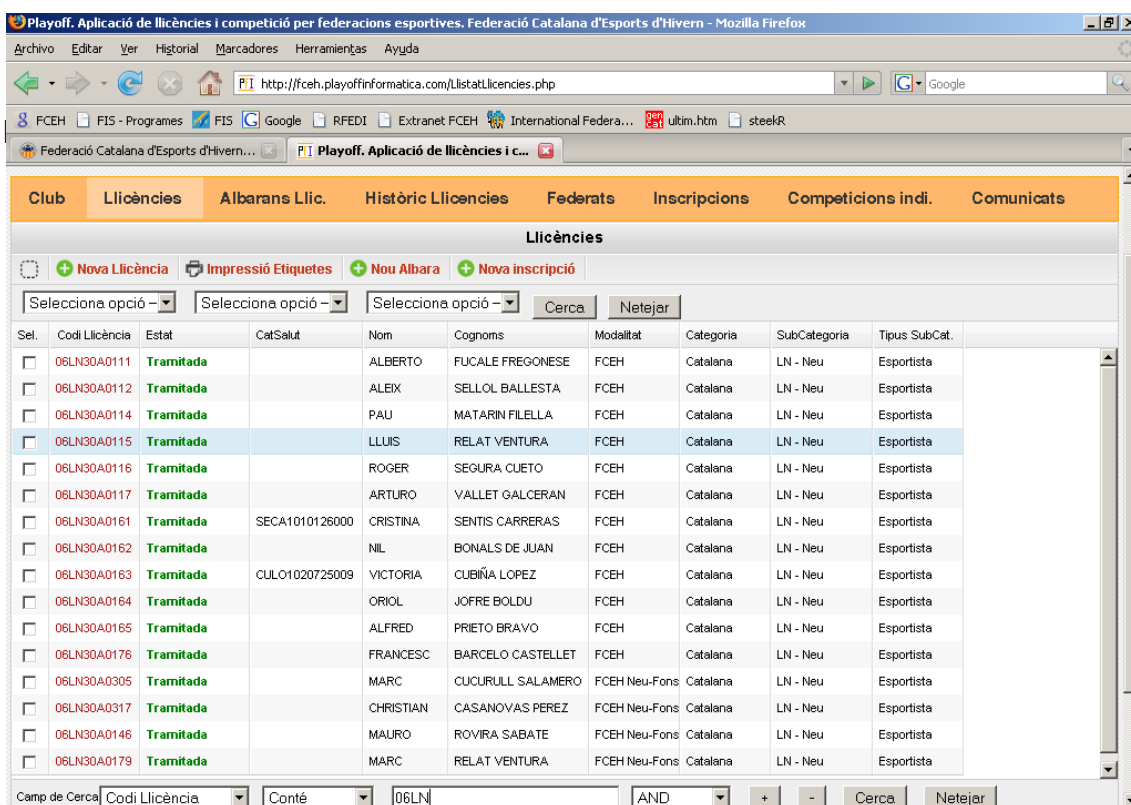 Playoff. Aplicació de llicències i competició per federacions esportives. Federació Catalana d'Esports d'Hivern - Mozilla Firefox
Archivo Editar Ver Historial Marcadores Herramientas Ayuda
http://fceh.playoffinformatica.com/LlistatLlicencies.php Google
FCEH FIS - Programes FIS Google RFEDI Extranet FCEH International Federa... gen cat ultim.htm steekR
Federació Catalana d'Esports d'Hivern... Playoff. Aplicació de llicències i c...
Club Llicències Albarans Llic. Històric Llicencies Federats Inscripcions Competicions indi. Comunicats
Llicències
Nova Llicència Impressió Etiquetes Nou Albara Nova inscripció
Selecciona opció – Selecciona opció – Selecciona opció – Cerca Netejar
Sel. Codi Llicència Estat CatSalut Nom Cognoms Modalitat Categoria SubCategoria Tipus SubCat.
06LN30A0111 Tramitada ALBERTO FUCALE FREGONESE FCEH Catalana LN - Neu Esportista
06LN30A0112 Tramitada ALEIX SELLOL BALLESTA FCEH Catalana LN - Neu Esportista
06LN30A0114 Tramitada PAU MATARIN FILELLA FCEH Catalana LN - Neu Esportista
06LN30A0115 Tramitada LLUIS RELAT VENTURA FCEH Catalana LN - Neu Esportista
06LN30A0116 Tramitada ROGER SEGURA CUETO FCEH Catalana LN - Neu Esportista
06LN30A0117 Tramitada ARTURO VALLET GALCERAN FCEH Catalana LN - Neu Esportista
06LN30A0161 Tramitada SECA1010126000 CRISTINA SENTIS CARRERAS FCEH Catalana LN - Neu Esportista
06LN30A0162 Tramitada NIL BONALS DE JUAN FCEH Catalana LN - Neu Esportista
06LN30A0163 Tramitada CULO1020725009 VICTORIA CUBIÑA LOPEZ FCEH Catalana LN - Neu Esportista
06LN30A0164 Tramitada ORIOL JOFRE BOLDU FCEH Catalana LN - Neu Esportista
06LN30A0165 Tramitada ALFRED PRIETO BRAVO FCEH Catalana LN - Neu Esportista
06LN30A0176 Tramitada FRANCESC BARCELO CASTELLET FCEH Catalana LN - Neu Esportista
06LN30A0305 Tramitada MARC CUCURULL SALAMERO FCEH Neu-Fons Catalana LN - Neu Esportista
06LN30A0317 Tramitada CHRISTIAN CASANOVAS PEREZ FCEH Neu-Fons Catalana LN - Neu Esportista
06LN30A0146 Tramitada MAURO ROVIRA SABATE FCEH Neu-Fons Catalana LN - Neu Esportista
06LN30A0179 Tramitada MARC RELAT VENTURA FCEH Neu-Fons Catalana LN - Neu Esportista
Camp de Cerca Codi Llicència Conté 06LN AND + - Cerca Netejar